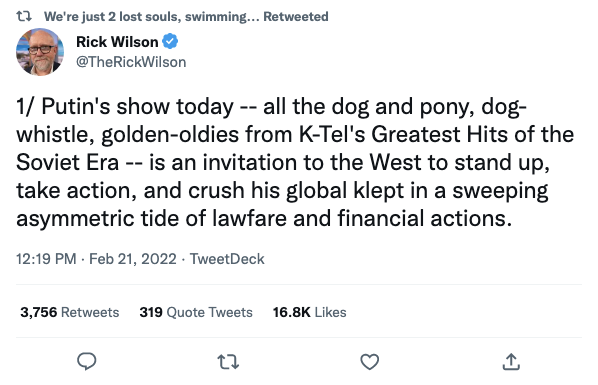 We're just 2 lost souls, swimming... Retweeted
Rick Wilson
@TheRickWilson
1/ Putin's show today -- all the dog and pony, dog-
whistle, golden-oldies from K-Tel's Greatest Hits of the
Soviet Era -- is an invitation to the West to stand up,
take action, and crush his global klept in a sweeping
asymmetric tide of lawfare and financial actions.
12:19 PM · Feb 21, 2022 · TweetDeck
3,756 Retweets 319 Quote Tweets 16.8K Likes